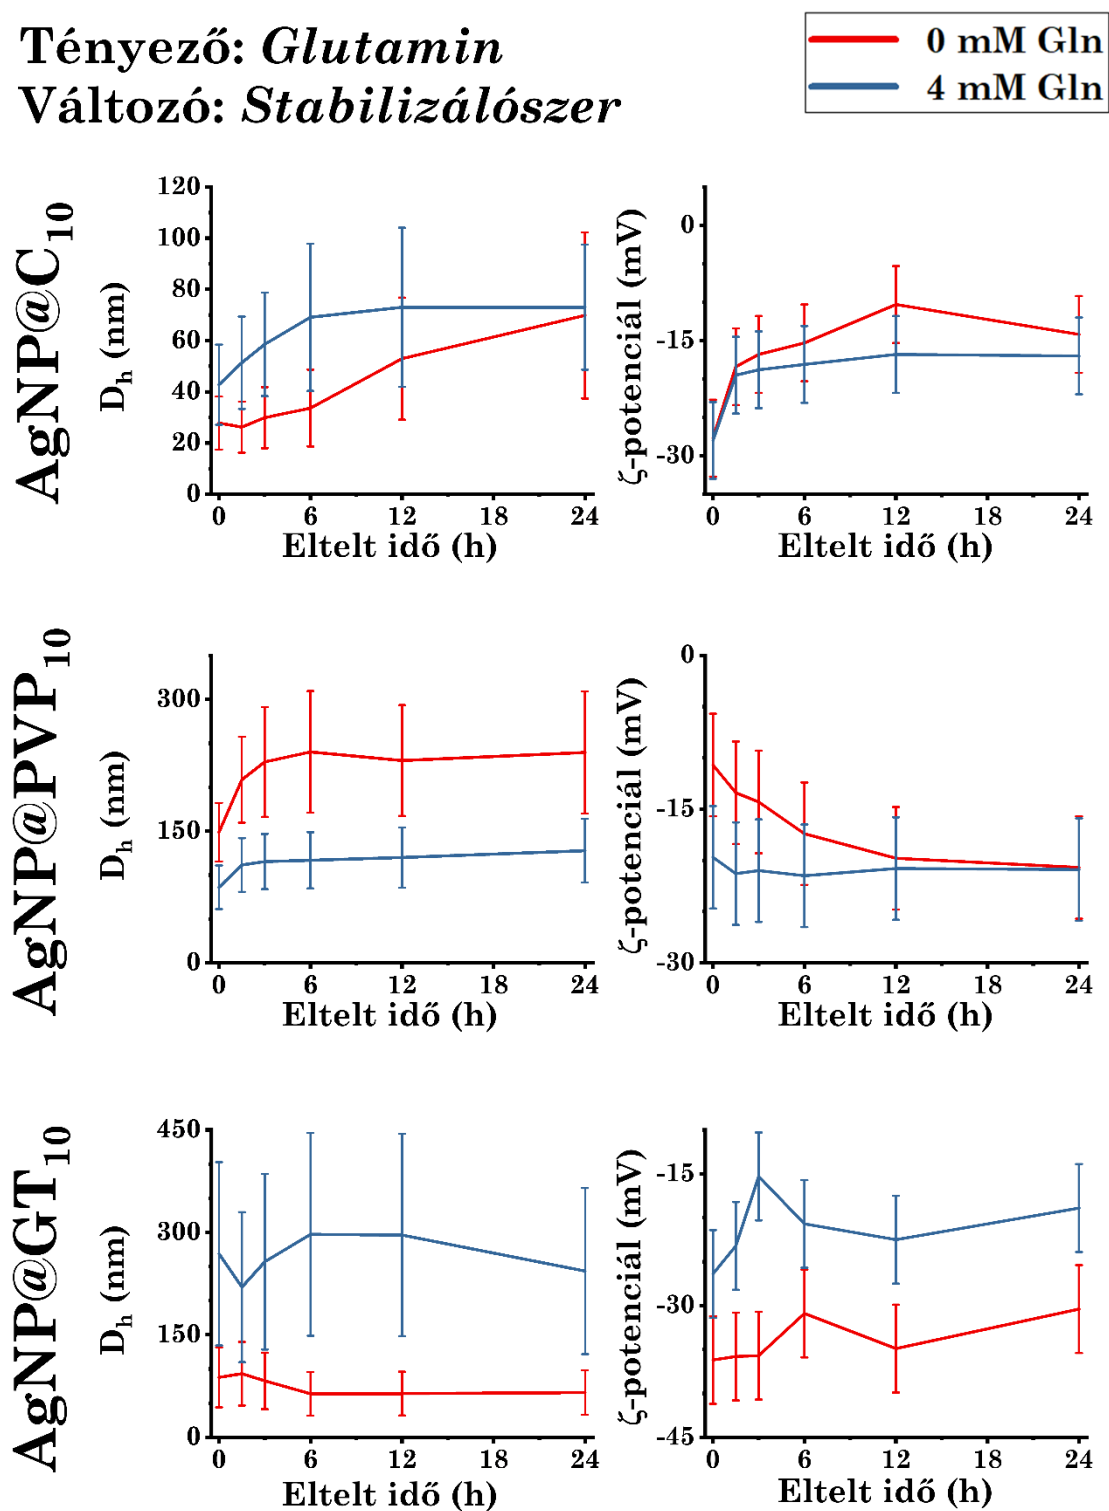 Tényező: Glutamin
Változó: Stabilizálószer
0 mM Gln
4 mM Gln
AgNP@C10
Dh (nm)
120
100
80
60
40
20
0
0 6 12 18 24
Eltelt idő (h)
ζ-potenciál (mV)
0
-15
-30
0 6 12 18 24
Eltelt idő (h)
AgNP@PVP10
Dh (nm)
300
150
0
0 6 12 18 24
Eltelt idő (h)
ζ-potenciál (mV)
0
-15
-30
0 6 12 18 24
Eltelt idő (h)
AgNP@GT10
Dh (nm)
450
300
150
0
0 6 12 18 24
Eltelt idő (h)
ζ-potenciál (mV)
-15
-30
-45
0 6 12 18 24
Eltelt idő (h)